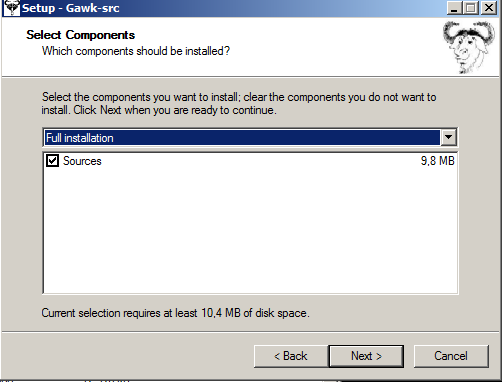 Setup - Gawk-src
Select Components
Which components should be installed?
Select the components you want to install; clear the components you do not want to
install. Click Next when you are ready to continue.
Full installation
Sources 9,8 MB
Current selection requires at least 10,4 MB of disk space.
< Back Next > Cancel